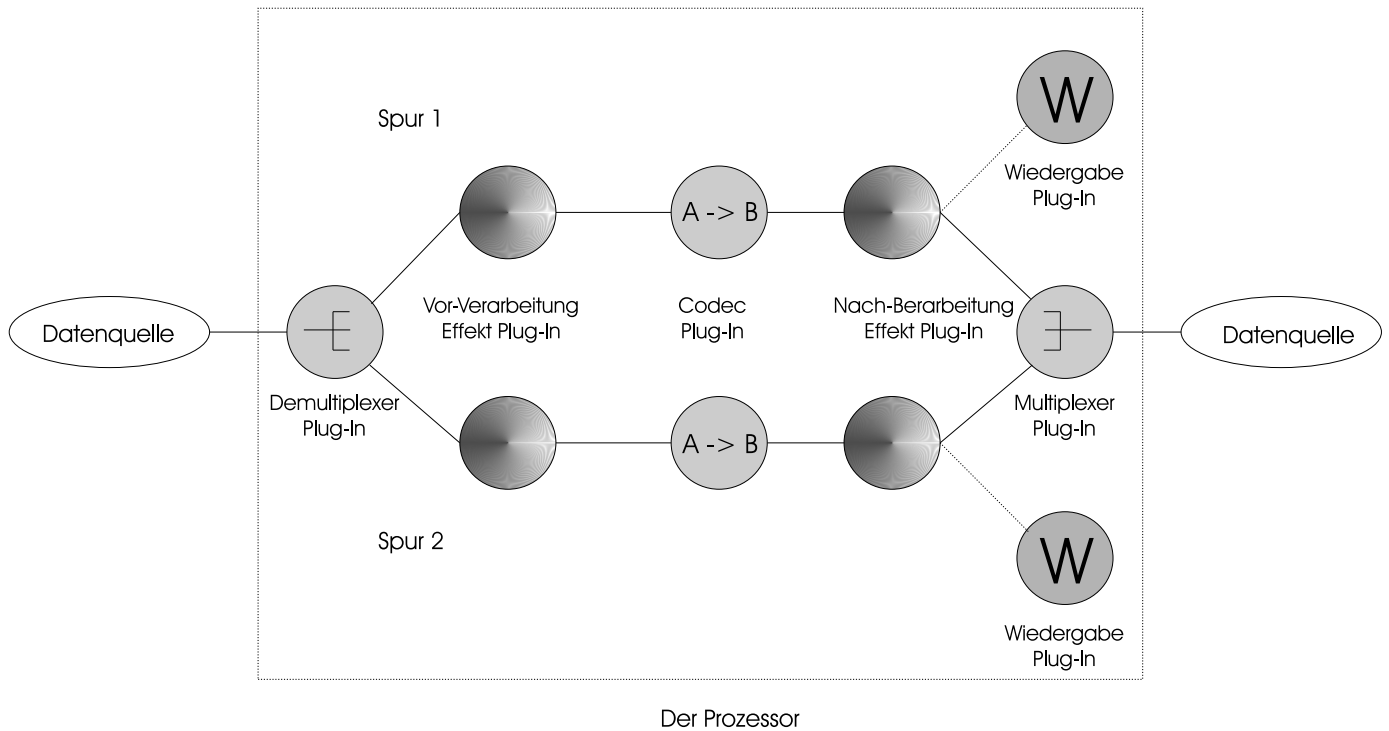 Spur 1
W
Wiedergabe
Plug-In
A -> B
Vor-Verarbeitung
Effekt Plug-In
Codec
Plug-In
Nach-Berarbeitung
Effekt Plug-In
Datenquelle
Datenquelle
Demultiplexer
Plug-In
Multiplexer
Plug-In
A -> B
Spur 2
W
Wiedergabe
Plug-In
Der Prozessor